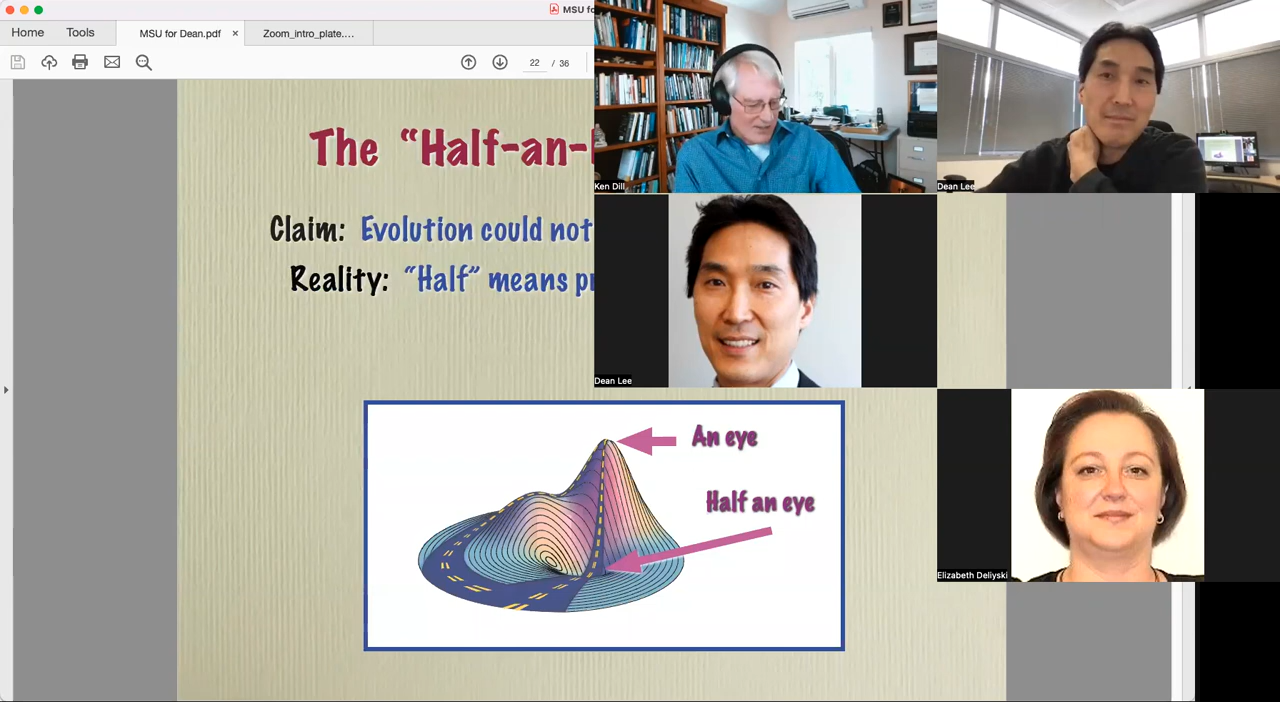 MSU fo
Home
Tools
MSU for Dean.pdf ×
Zoom_intro_plate....
22 / 36
The “Half-an-
Claim: Evolution could not
Reality: “Half” means pr
An eye
Half an eye
Ken Dill
Dean Lee
Dean Lee
Elizabeth Deliyski